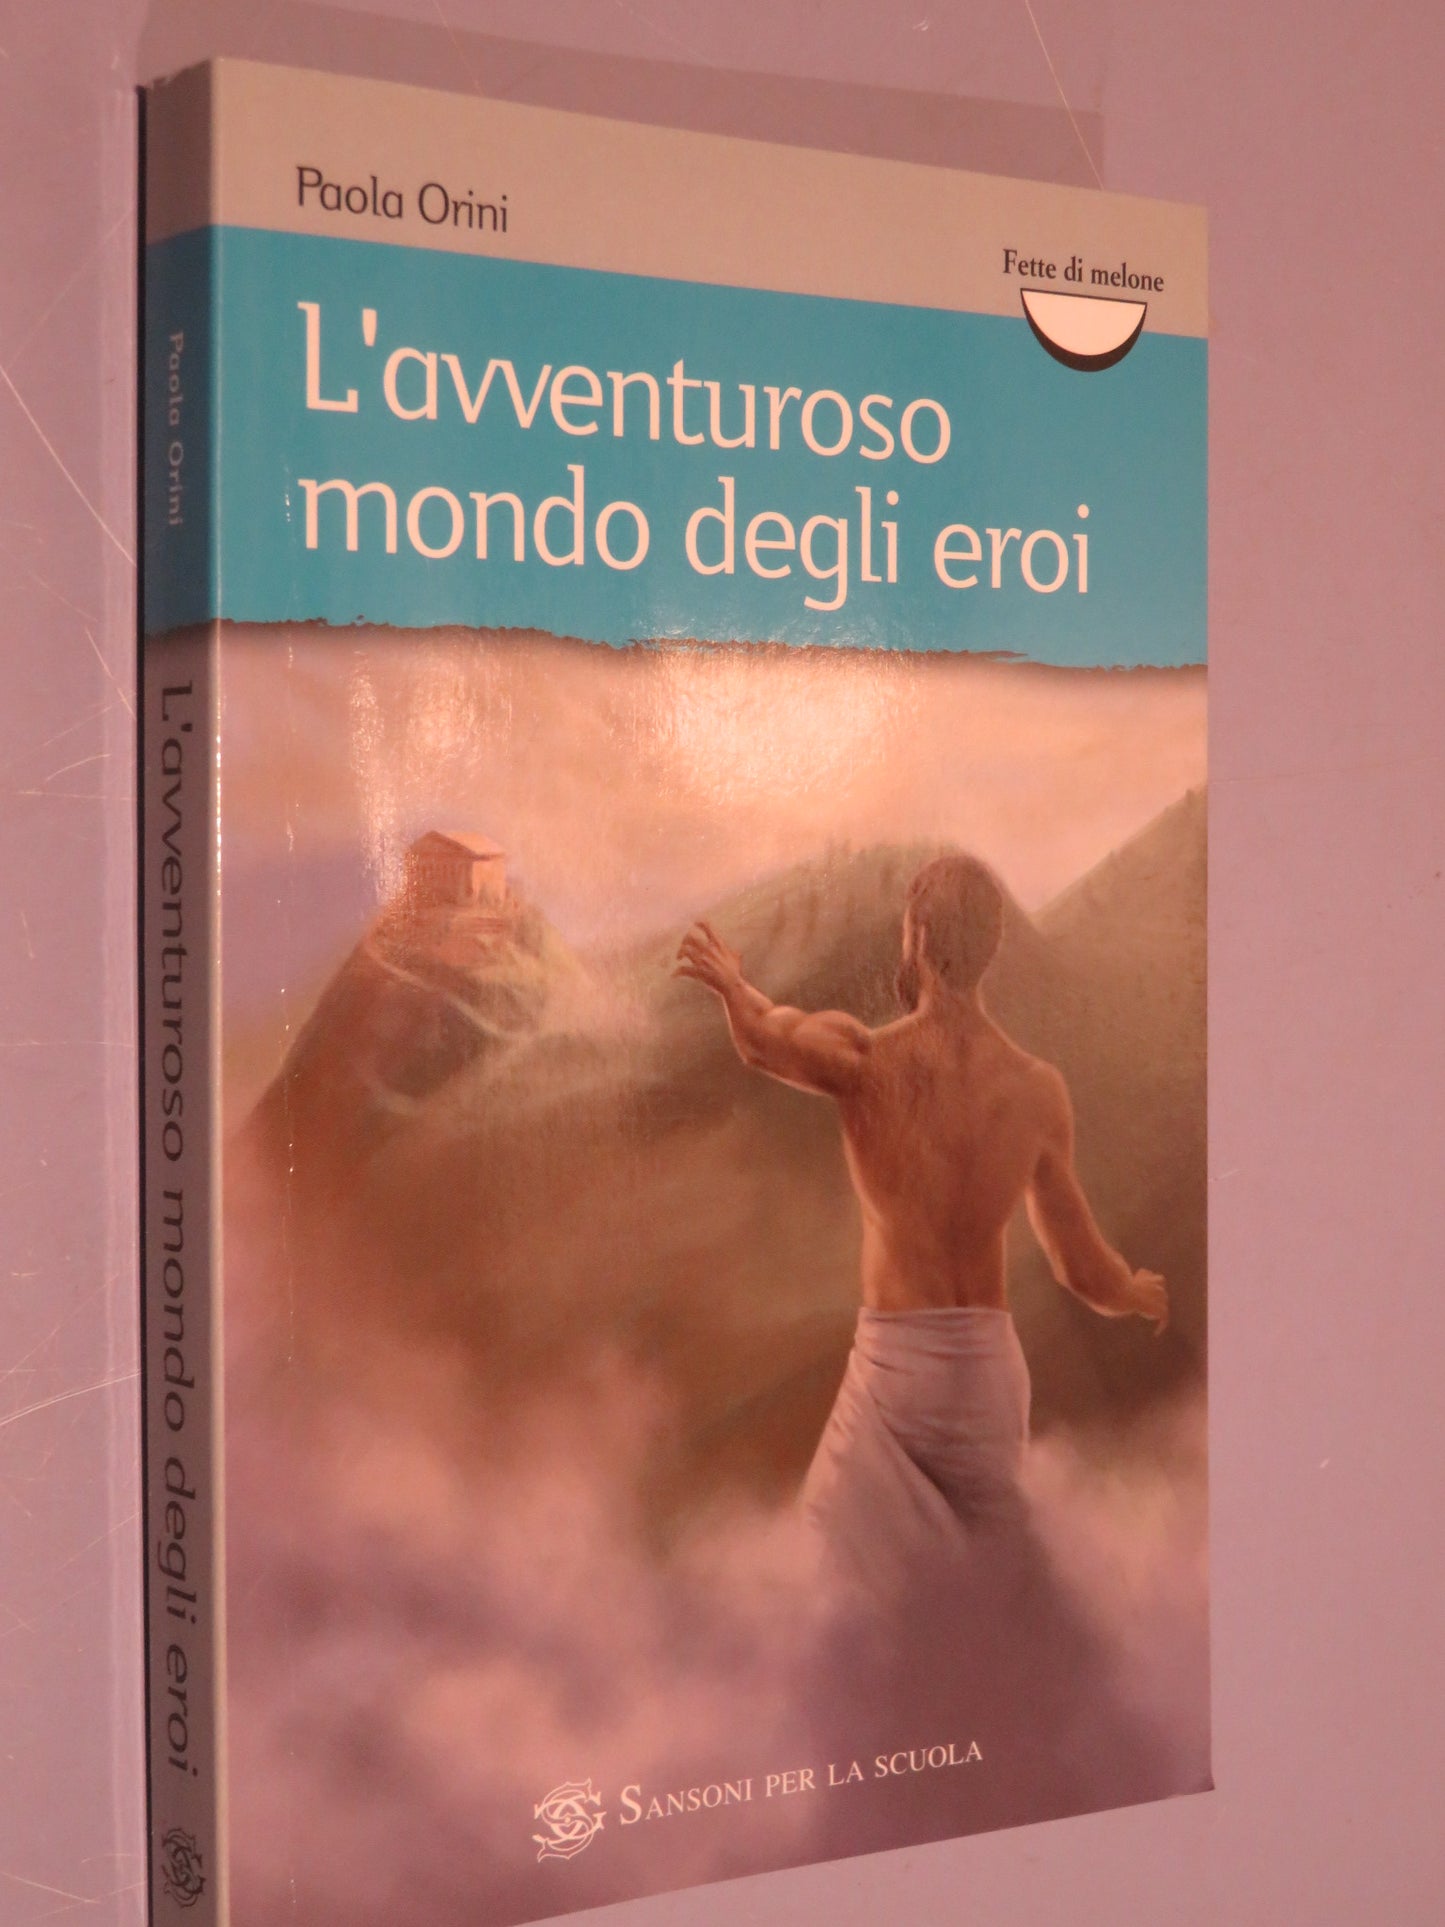 Paola Orini
Fette di melone
L'avventuroso
mondo degli eroi
SANSONI PER LA SCUOLA
Paola Orini
L'avventuroso mondo degli eroi